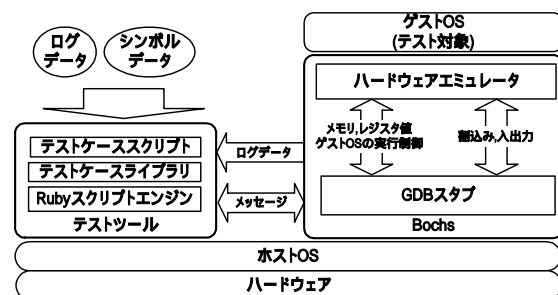 ログ
データ
シンボル
データ
ゲストOS
(テスト対象)
ハードウェアエミュレータ
メモリ,レジスタ値
ゲストOSの実行制御
割込み,入出力
GDBスタブ
Bochs
ログデータ
メッセージ
テストケーススクリプト
テストケースライブラリ
Rubyスクリプトエンジン
テストツール
ホストOS
ハードウェア